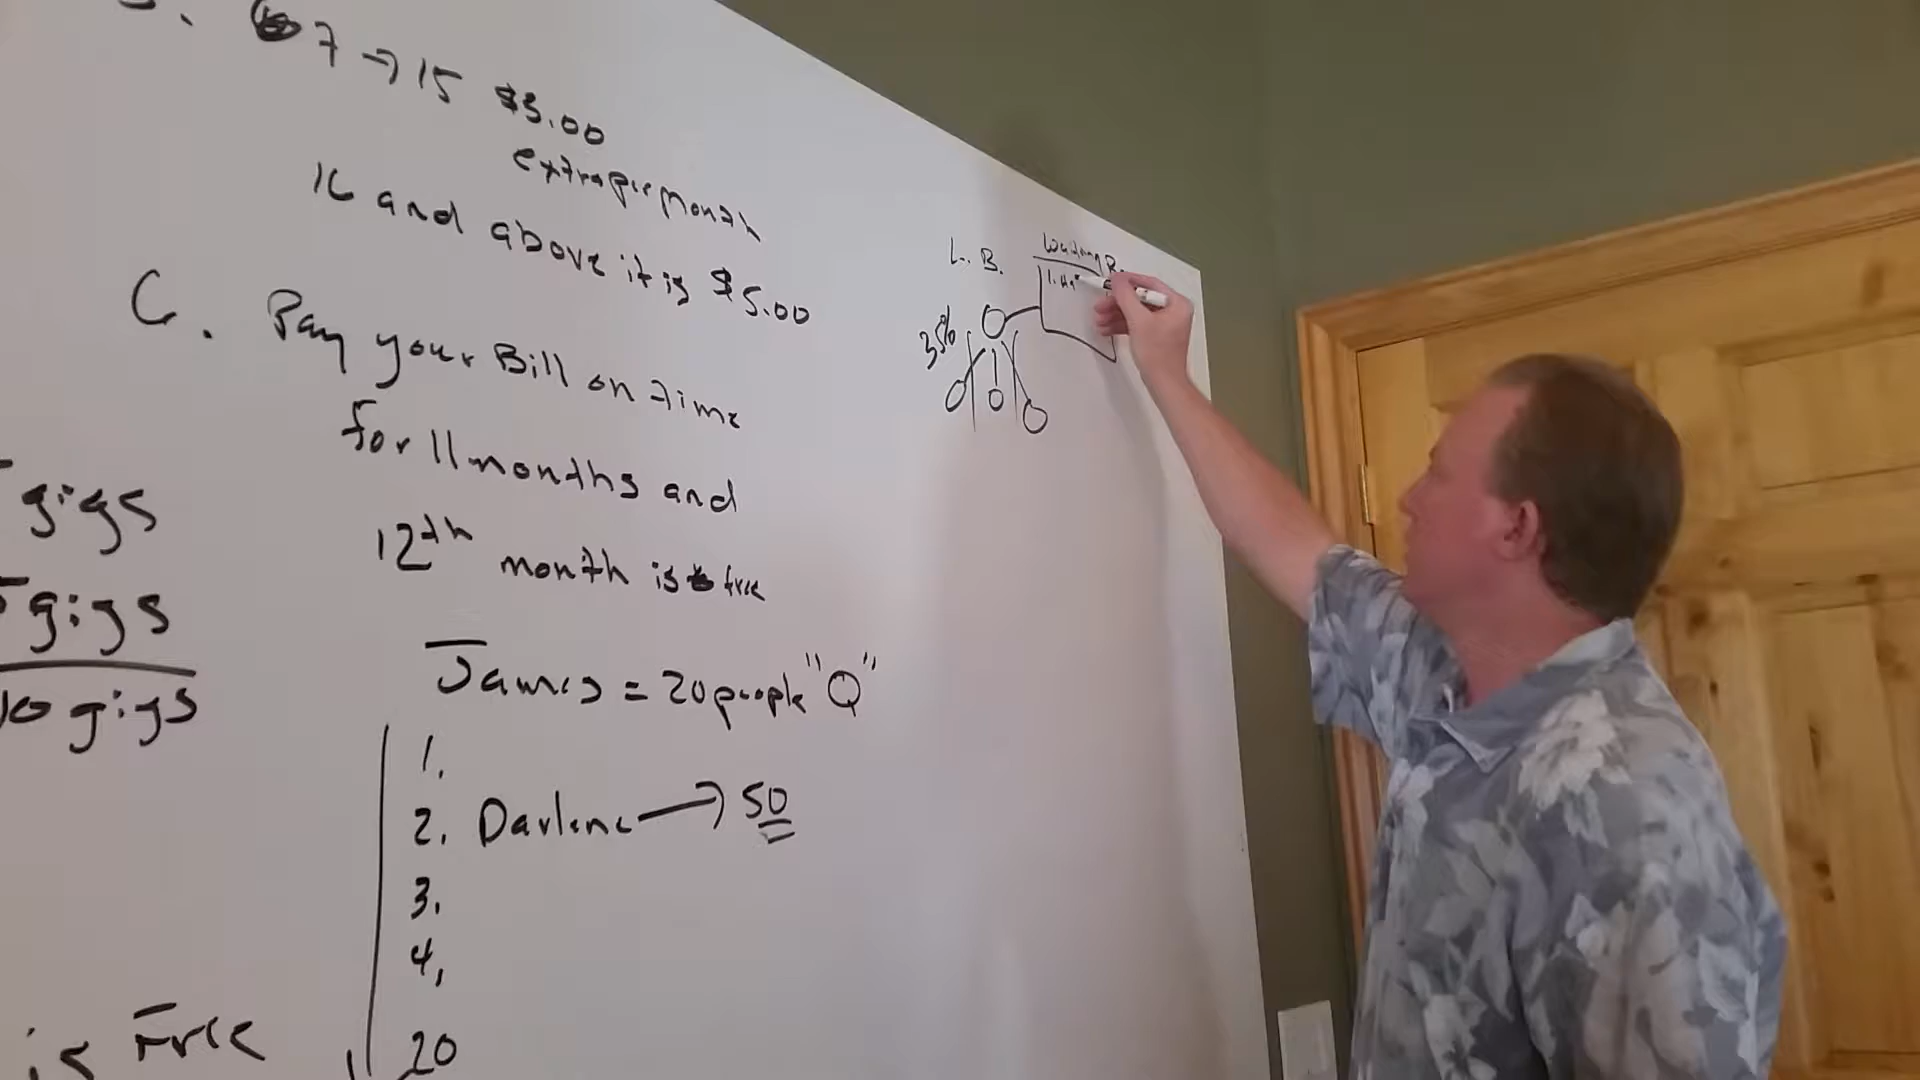 7 → 15 $3.00
extra per month
16 and above it is $5.00
C. Pay your Bill on time
for 11 months and
12th month is free
James = 20 people "Q"
1.
2. Darlene → 50
3.
4.
20
gigs
gigs
10 gigs
is Free
L. B.
35%